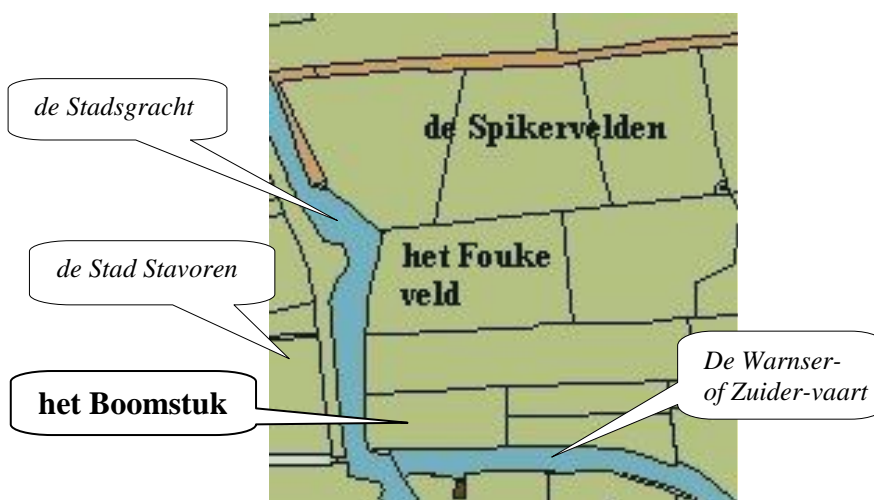 de Stadsgracht
de Spikervelden
de Stad Stavoren
het Fouke
veld
De Warnser-
of Zuider-vaart
het Boomstuk